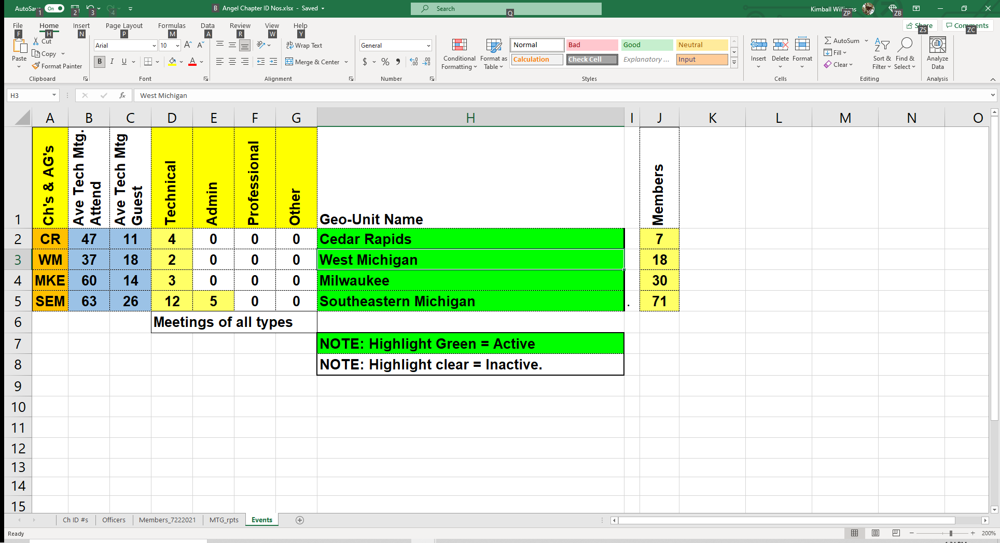 AutoSav On 1 2 3 4 B Angel Chapter ID Nos.xlsx - Saved Search Q Kimball Williams ZP ZB
File Home Insert Page Layout Formulas Data Review View Help Share Comments
F H N P M A R W Y ZS ZC
Paste Cut Copy Format Painter
Arial 10 A A
B I U A
Wrap Text
Merge & Center
General
$ % 9
Conditional Formatting
Format as Table
Normal Bad Good Neutral
Calculation Check Cell Explanatory ... Input
Insert Delete Format
AutoSum
Fill
Clear
Sort & Filter
Find & Select
Analyze Data
Clipboard Font Alignment Number Styles Cells Editing Analysis
H3 fx West Michigan
A B C D E F G H I J K L M N O
1 Ch's & AG's Ave Tech Mtg. Attend Ave Tech Mtg Guest Technical Admin Professional Other Geo-Unit Name Members
2 CR 47 11 4 0 0 0 Cedar Rapids 7
3 WM 37 18 2 0 0 0 West Michigan 18
4 MKE 60 14 3 0 0 0 Milwaukee 30
5 SEM 63 26 12 5 0 0 Southeastern Michigan . 71
6 Meetings of all types
7 NOTE: Highlight Green = Active
8 NOTE: Highlight clear = Inactive.
9
10
11
12
13
14
15
Ch ID #s Officers Members_7222021 MTG_rpts Events
Ready 200%